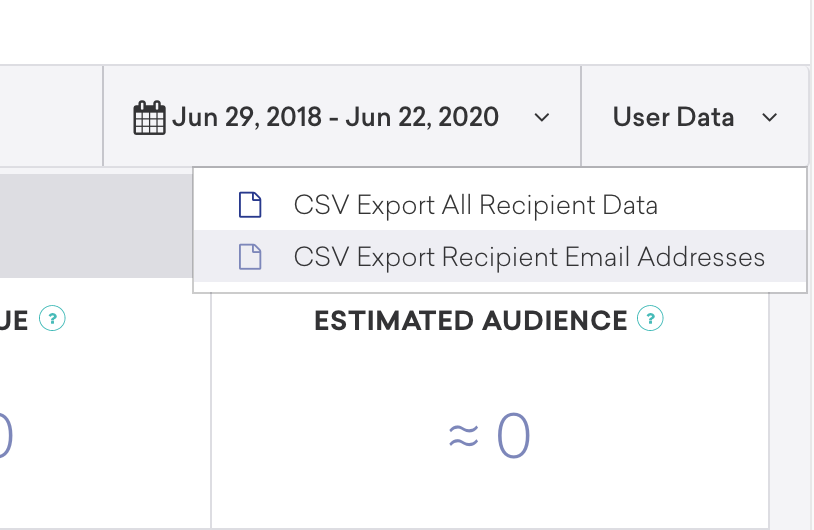 Jun 29, 2018 - Jun 22, 2020
User Data
CSV Export All Recipient Data
CSV Export Recipient Email Addresses
UE ?
ESTIMATED AUDIENCE ?
0
≈ 0